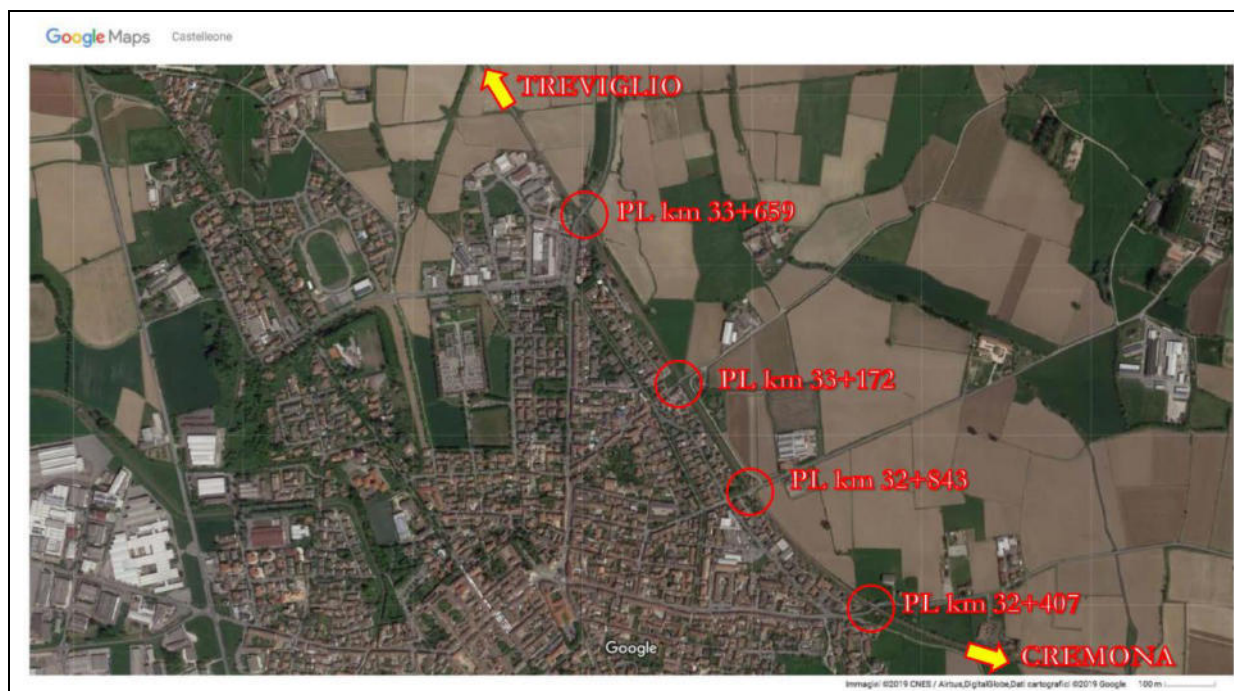 Google Maps Castelleone
TREVIGLIO
PL km 33+659
PL km 33+172
PL km 32+843
PL km 32+407
Google
CREMONA
Immagini ©2019 CNES / Airbus,DigitalGlobe,Dati cartografici ©2019 Google 100 m